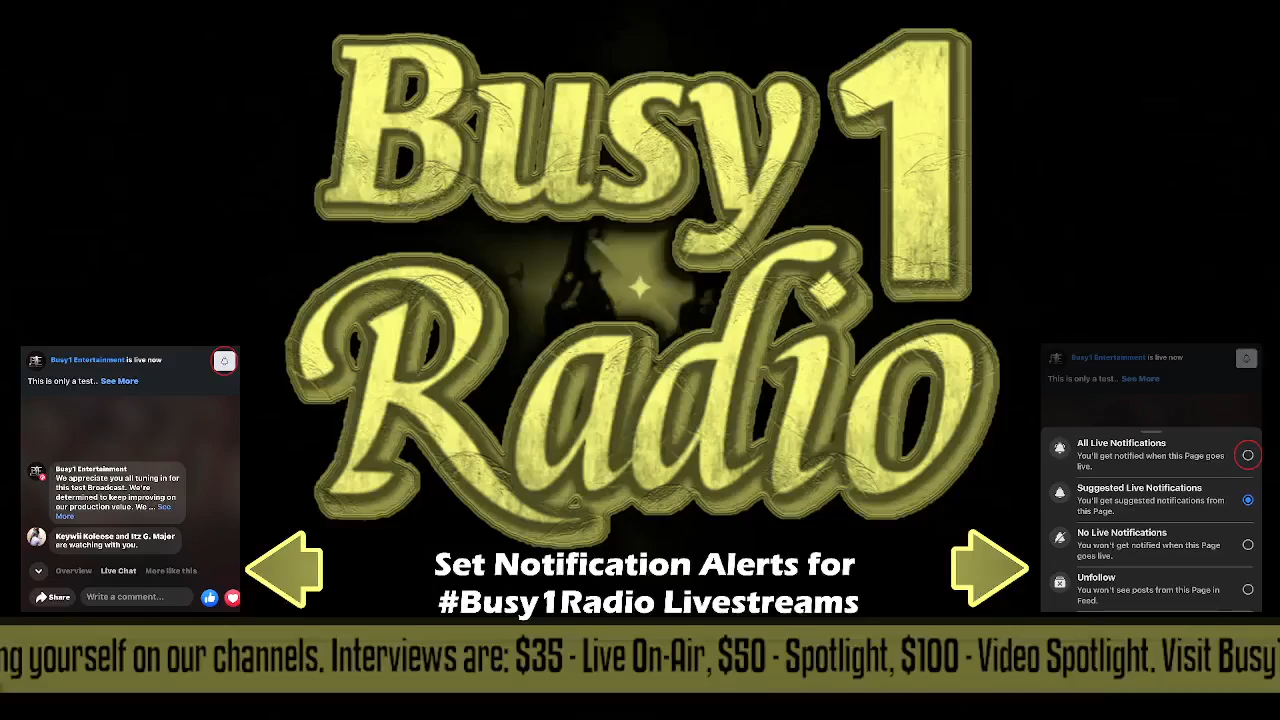 Busy1
Radio
Busy1 Entertainment is live now
This is only a test.. See More
Busy1 Entertainment
We appreciate you all tuning in for
this test Broadcast. We're
determined to keep improving on
our production value. We ... See
More
Keywii Koleese and Itz G. Major
are watching with you.
Overview Live Chat More like this
Share Write a comment...
Set Notification Alerts for
#Busy1Radio Livestreams
Busy1 Entertainment is live now
This is only a test.. See More
All Live Notifications
You'll get notified when this Page goes
live.
Suggested Live Notifications
You'll get suggested notifications from
this Page.
No Live Notifications
You won't get notified when this Page
goes live.
Unfollow
You won't see posts from this Page in
Feed.
ng yourself on our channels. Interviews are: $35 - Live On-Air, $50 - Spotlight, $100 - Video Spotlight. Visit Busy